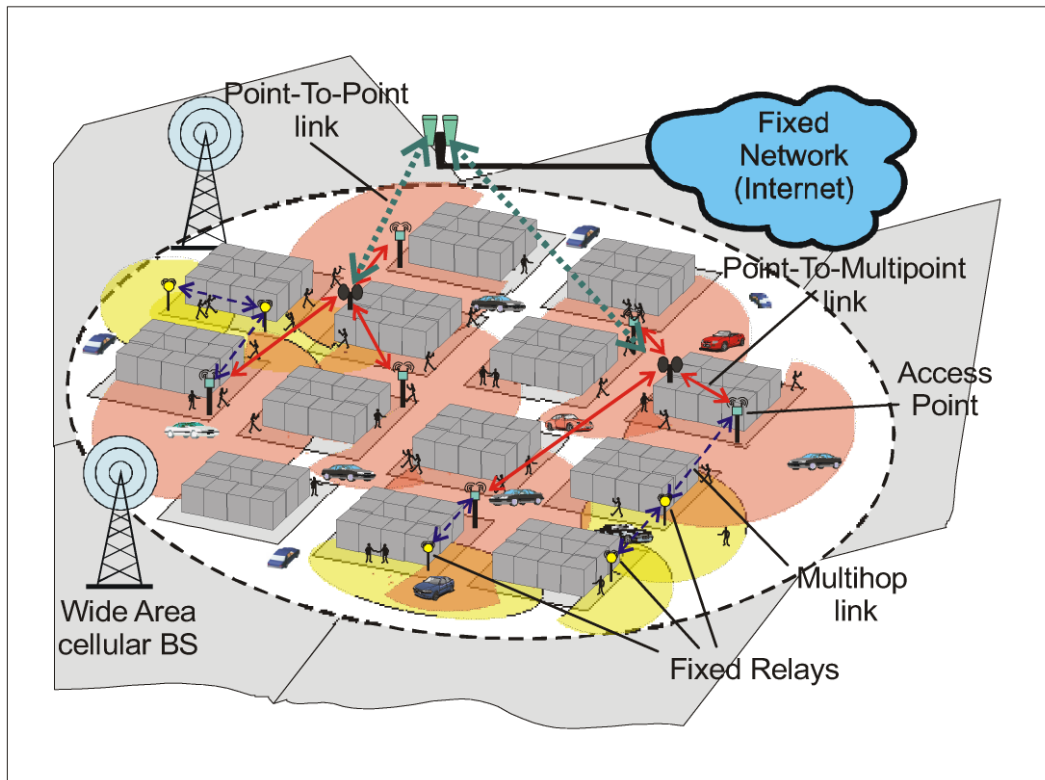 Point-To-Point
link
Fixed
Network
(Internet)
Point-To-Multipoint
link
Access
Point
Multihop
link
Wide Area
cellular BS
Fixed Relays